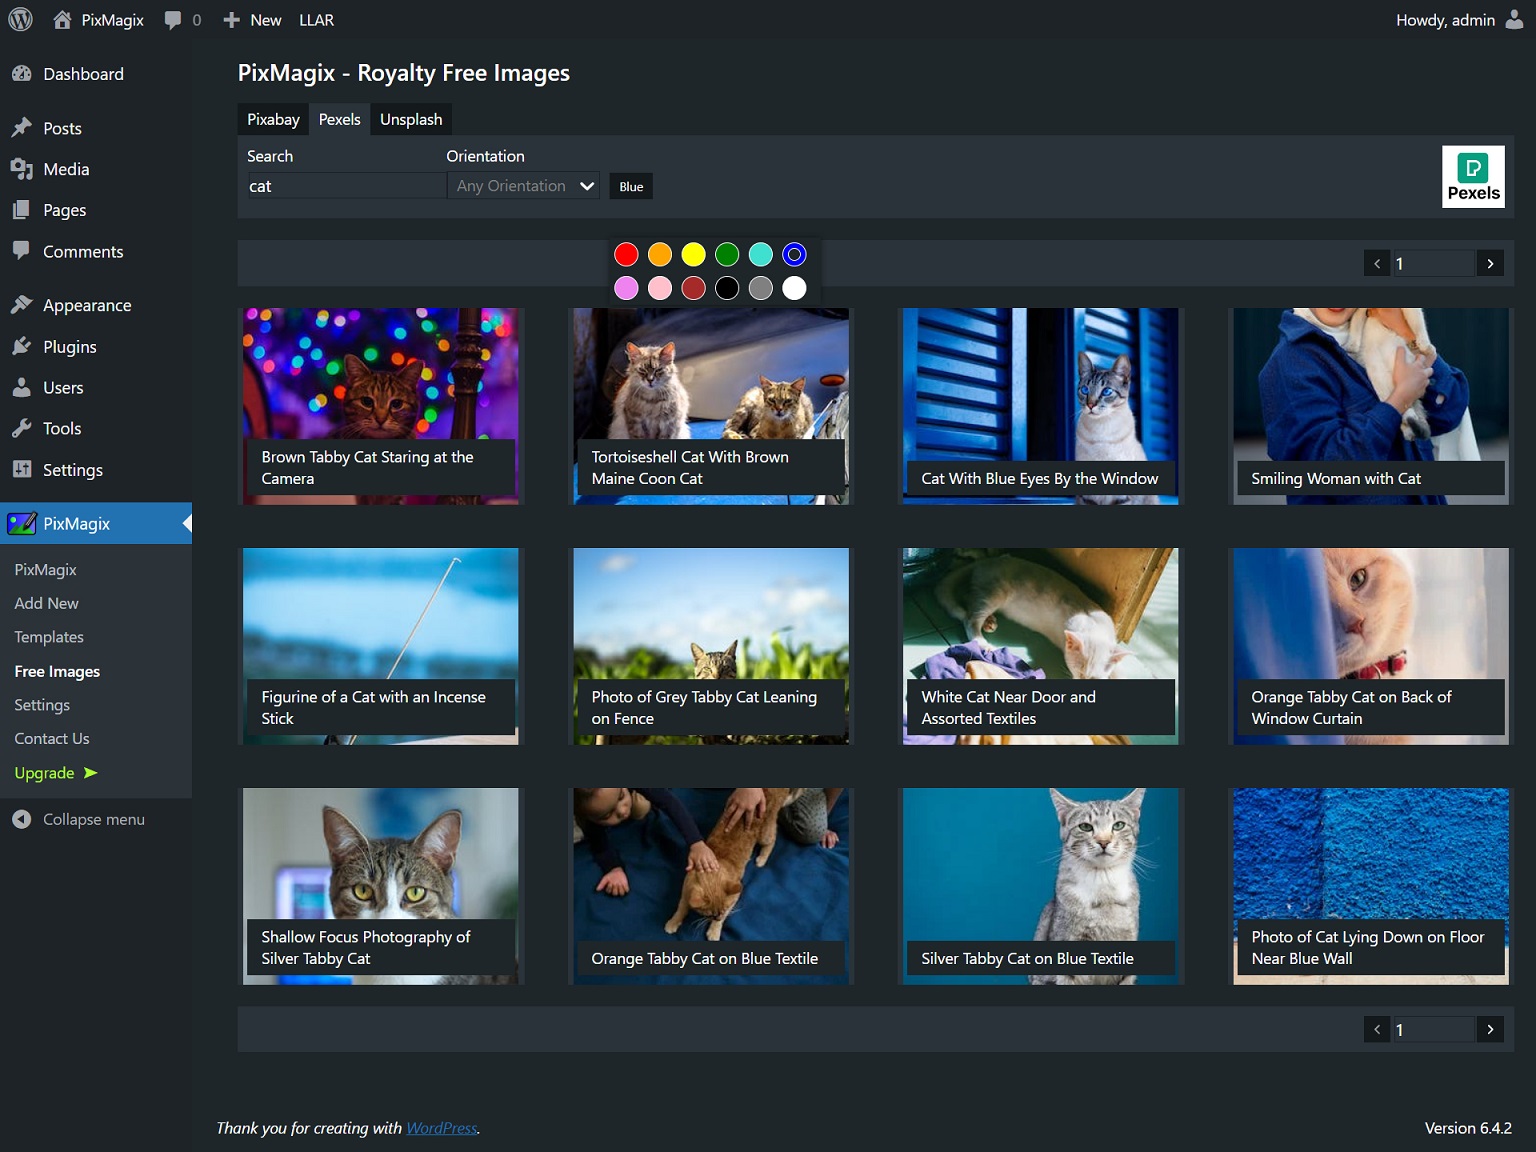 PixMagix
0
New
LLAR
Howdy, admin
Dashboard
Posts
Media
Pages
Comments
Appearance
Plugins
Users
Tools
Settings
PixMagix
PixMagix
Add New
Templates
Free Images
Settings
Contact Us
Upgrade
Collapse menu
PixMagix - Royalty Free Images
Pixabay
Pexels
Unsplash
Search
Orientation
cat
Any Orientation
Blue
Pexels
1
Brown Tabby Cat Staring at the
Camera
Tortoiseshell Cat With Brown
Maine Coon Cat
Cat With Blue Eyes By the Window
Smiling Woman with Cat
Figurine of a Cat with an Incense
Stick
Photo of Grey Tabby Cat Leaning
on Fence
White Cat Near Door and
Assorted Textiles
Orange Tabby Cat on Back of
Window Curtain
Shallow Focus Photography of
Silver Tabby Cat
Orange Tabby Cat on Blue Textile
Silver Tabby Cat on Blue Textile
Photo of Cat Lying Down on Floor
Near Blue Wall
1
Thank you for creating with WordPress.
Version 6.4.2